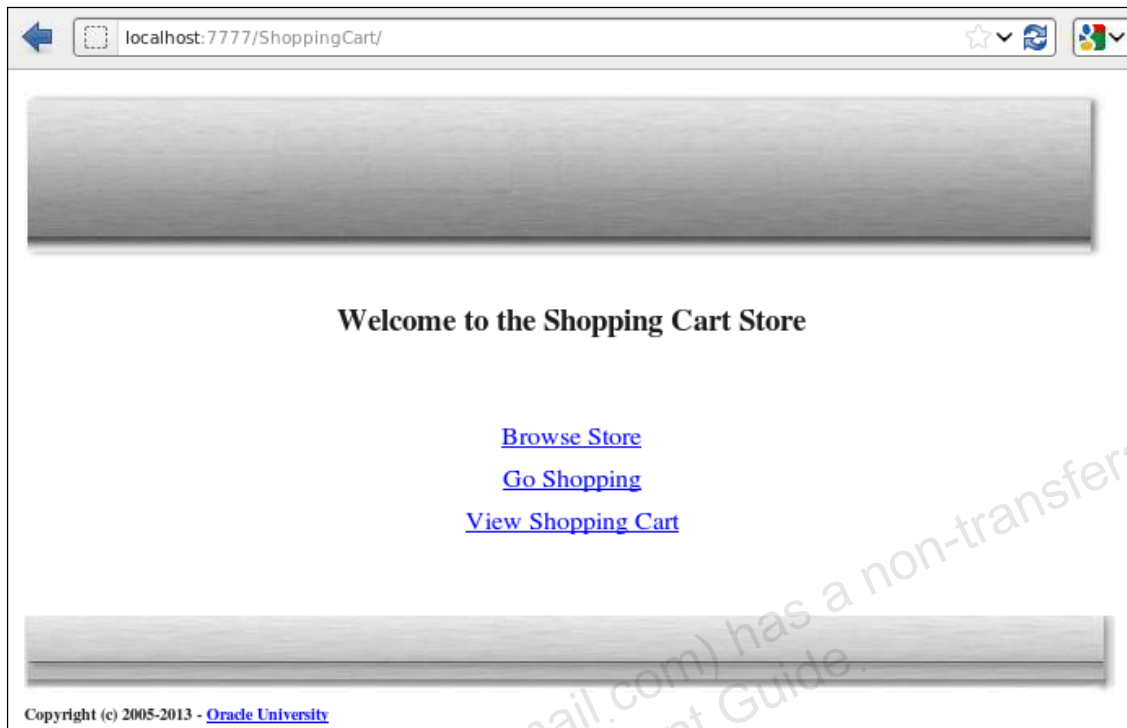 localhost:7777/ShoppingCart/
Welcome to the Shopping Cart Store
Browse Store
Go Shopping
View Shopping Cart
has a non-transfer
ail.com)
nt Guide.
Copyright (c) 2005-2013 - Oracle University